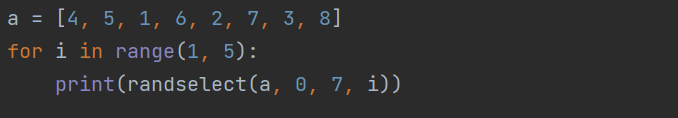 a = [4, 5, 1, 6, 2, 7, 3, 8]
for i in range(1, 5):
    print(randselect(a, 0, 7, i))